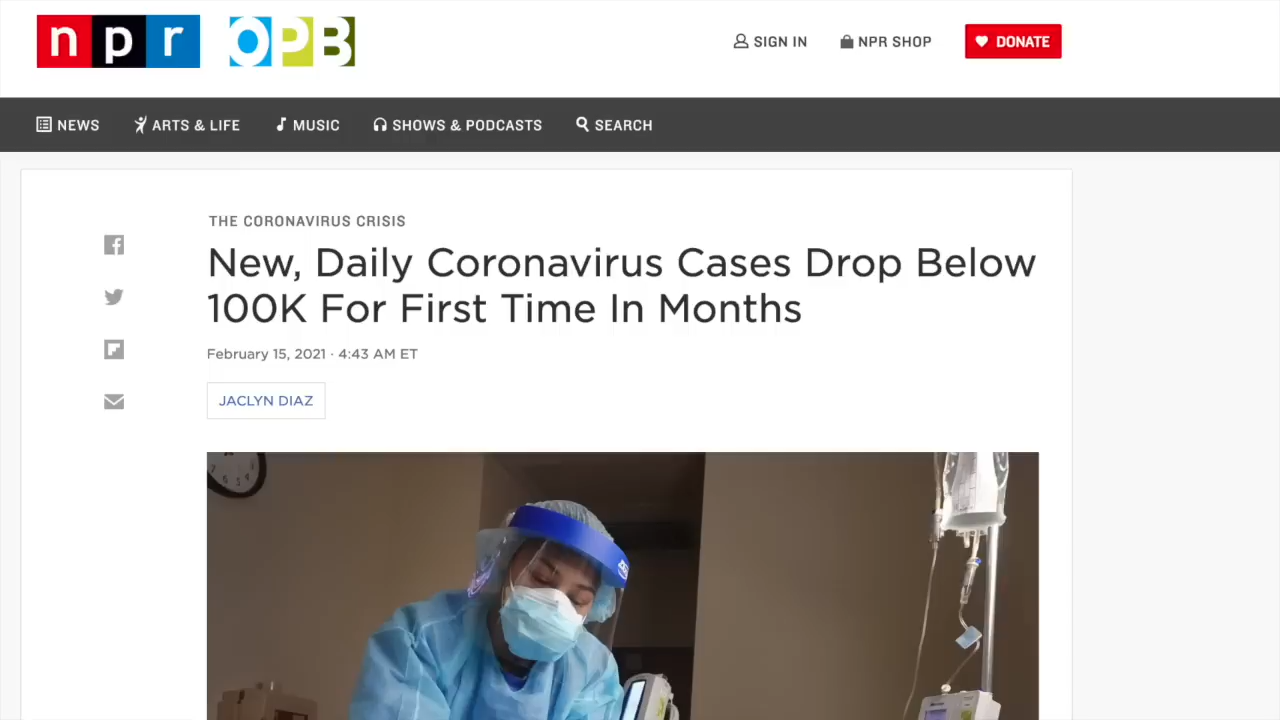 npr OPB
SIGN IN
NPR SHOP
DONATE
NEWS
ARTS & LIFE
MUSIC
SHOWS & PODCASTS
SEARCH
THE CORONAVIRUS CRISIS
New, Daily Coronavirus Cases Drop Below
100K For First Time In Months
February 15, 2021 · 4:43 AM ET
JACLYN DIAZ